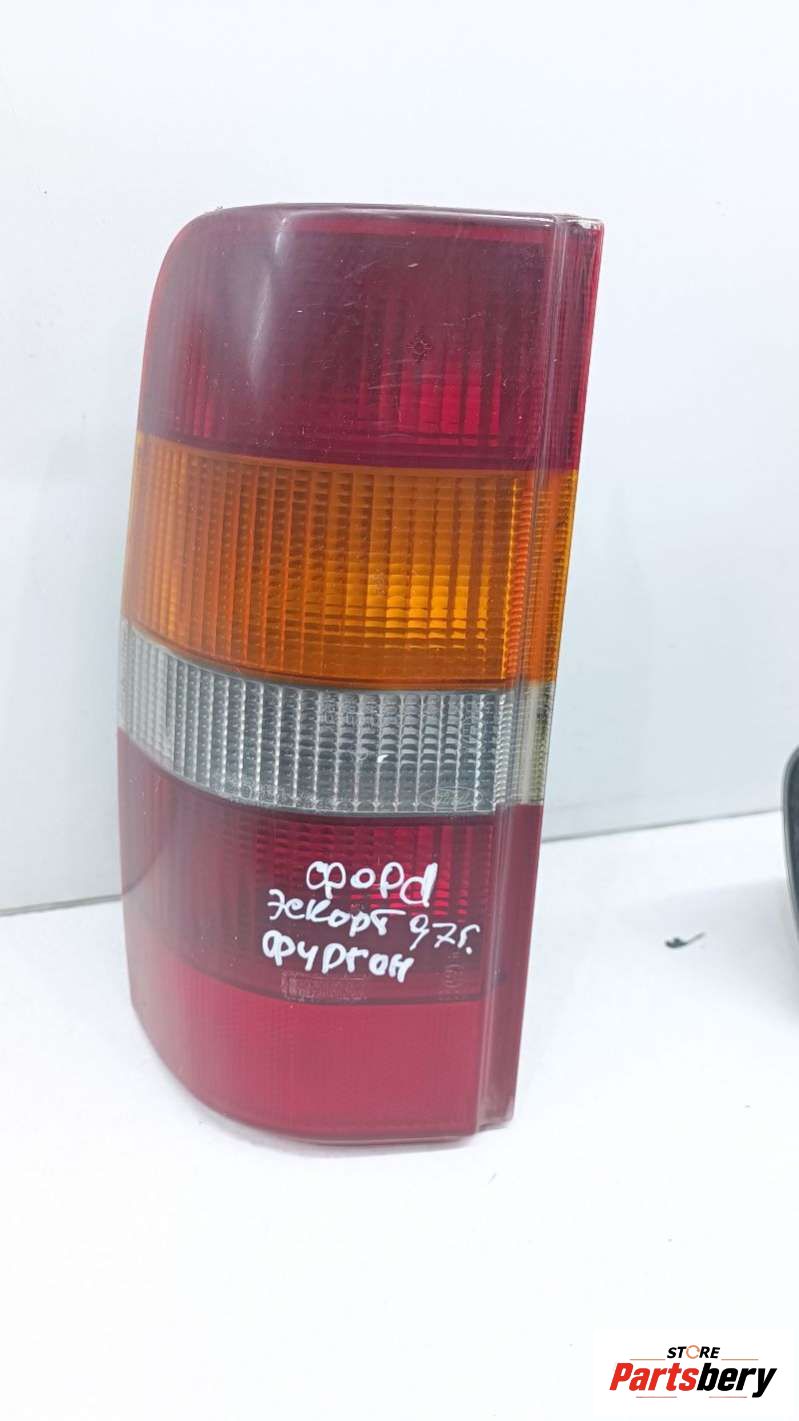 форд
эскорт 97г.
фургон
STORE
Partsbery